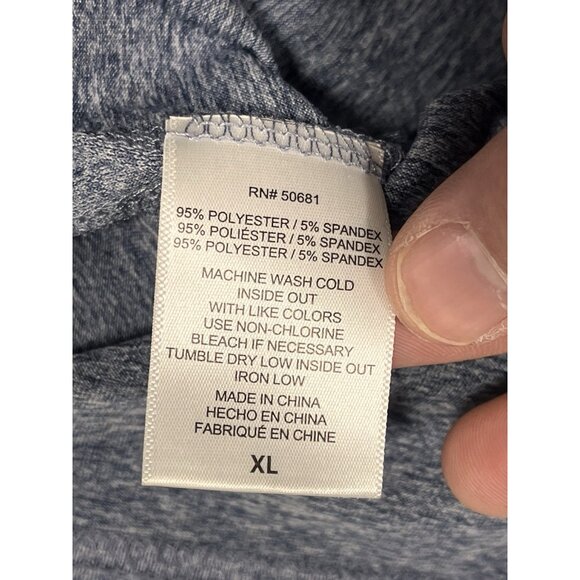 RN# 50681
95% POLYESTER / 5% SPANDEX
95% POLIÉSTER / 5% SPANDEX
95% POLYESTER / 5% SPANDEX
MACHINE WASH COLD
INSIDE OUT
WITH LIKE COLORS
USE NON-CHLORINE
BLEACH IF NECESSARY
TUMBLE DRY LOW INSIDE OUT
IRON LOW
MADE IN CHINA
HECHO EN CHINA
FABRIQUÉ EN CHINE
XL